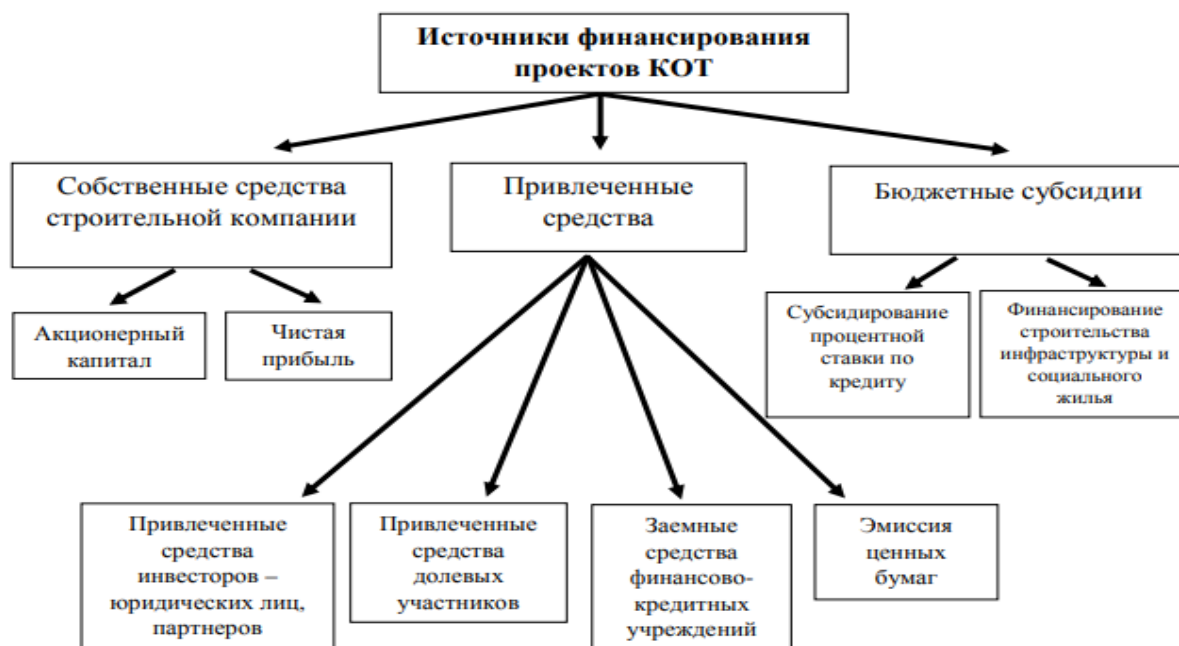 Источники финансирования
проектов КОТ
Собственные средства
строительной компании
Привлеченные
средства
Бюджетные субсидии
Акционерный
капитал
Чистая
прибыль
Субсидирование
процентной
ставки по
кредиту
Финансирование
строительства
инфраструктуры и
социального
жилья
Привлеченные
средства
инвесторов –
юридических лиц,
партнеров
Привлеченные
средства
долевых
участников
Заемные
средства
финансово-
кредитных
учреждений
Эмиссия
ценных
бумаг